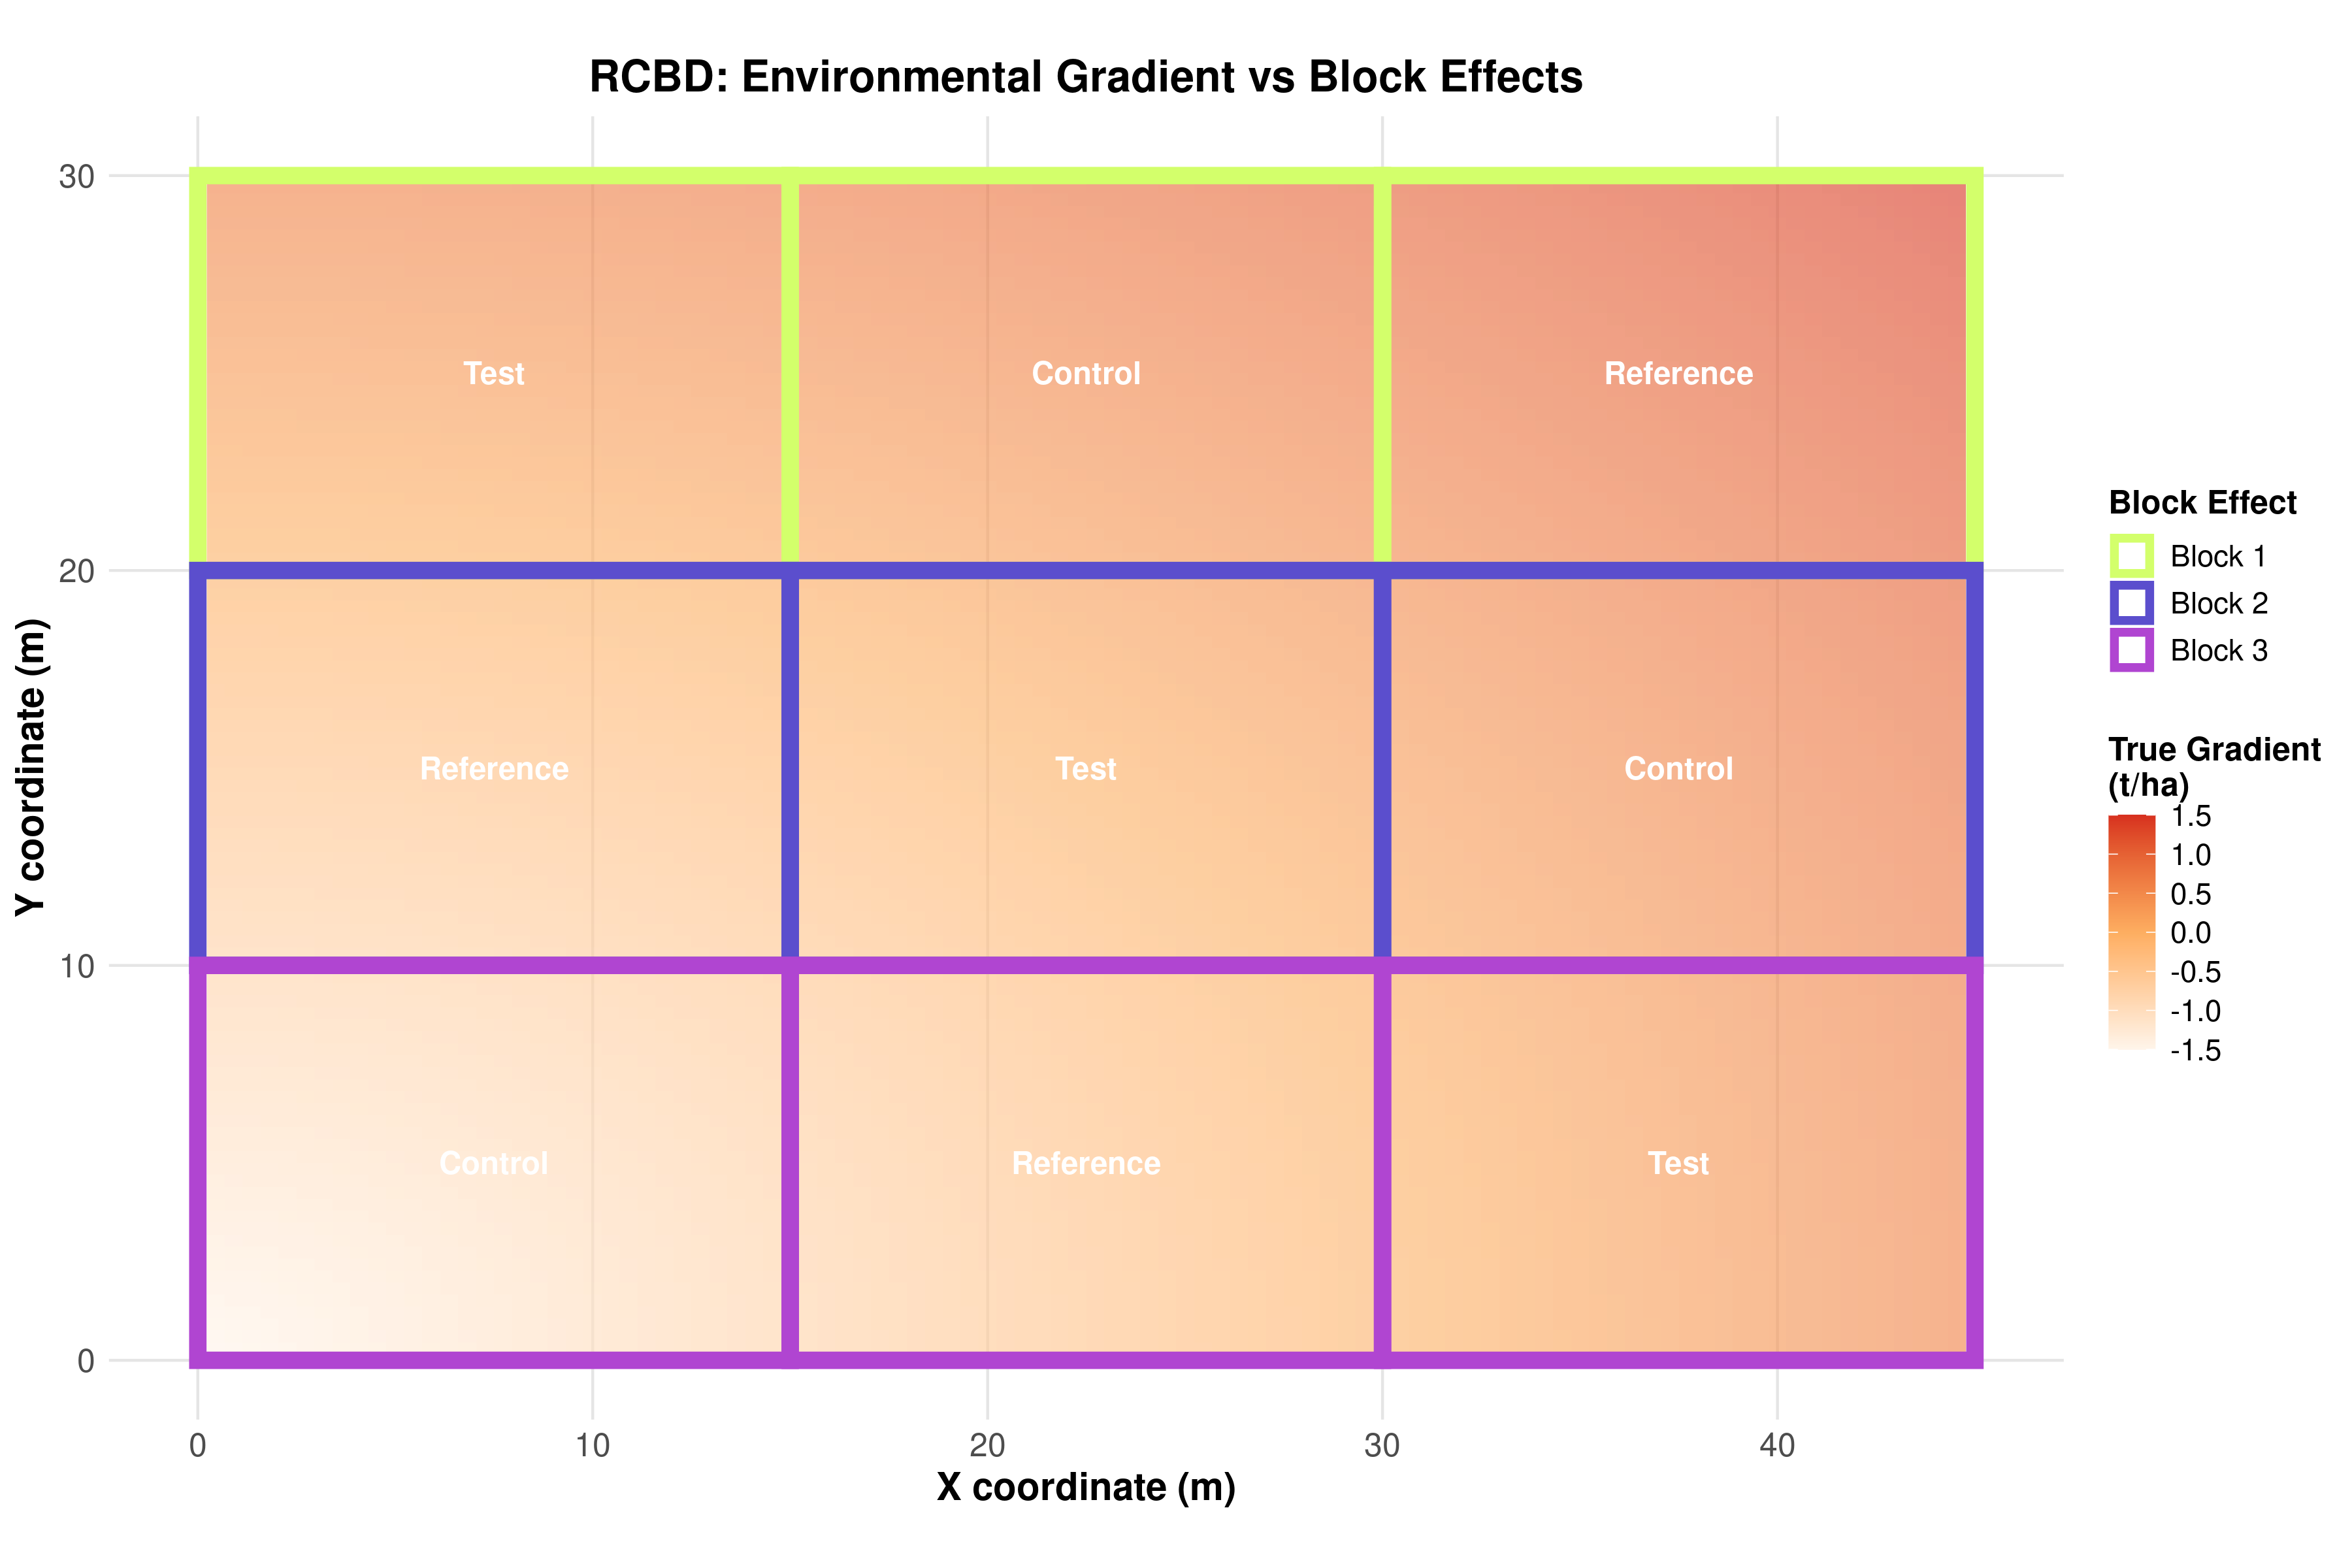 RCBD: Environmental Gradient vs Block Effects
Y coordinate (m)
30
20
10
0
Test
Control
Reference
Reference
Test
Control
Control
Reference
Test
0
10
20
30
40
X coordinate (m)
Block Effect
Block 1
Block 2
Block 3
True Gradient
(t/ha)
1.5
1.0
0.5
0.0
-0.5
-1.0
-1.5